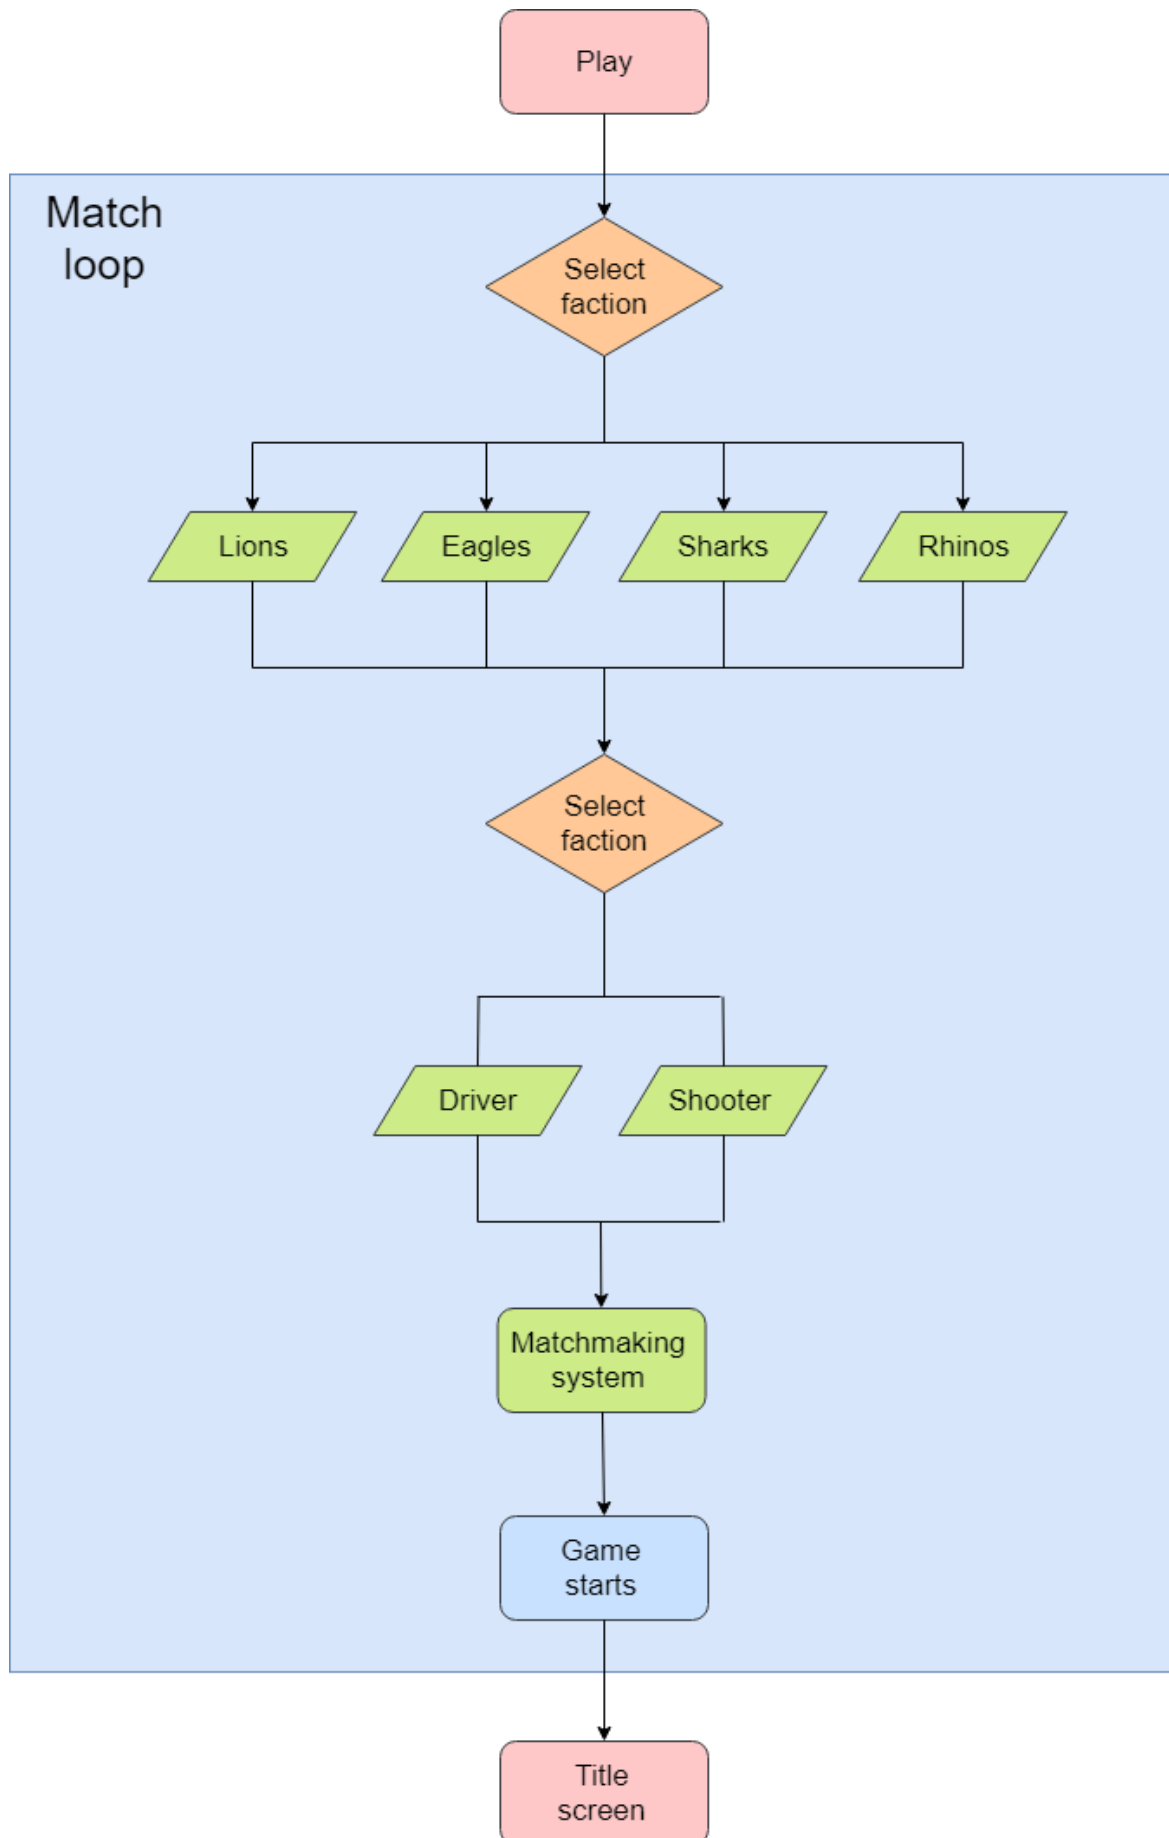 Play
Match
loop
Select
faction
Lions
Eagles
Sharks
Rhinos
Select
faction
Driver
Shooter
Matchmaking
system
Game
starts
Title
screen